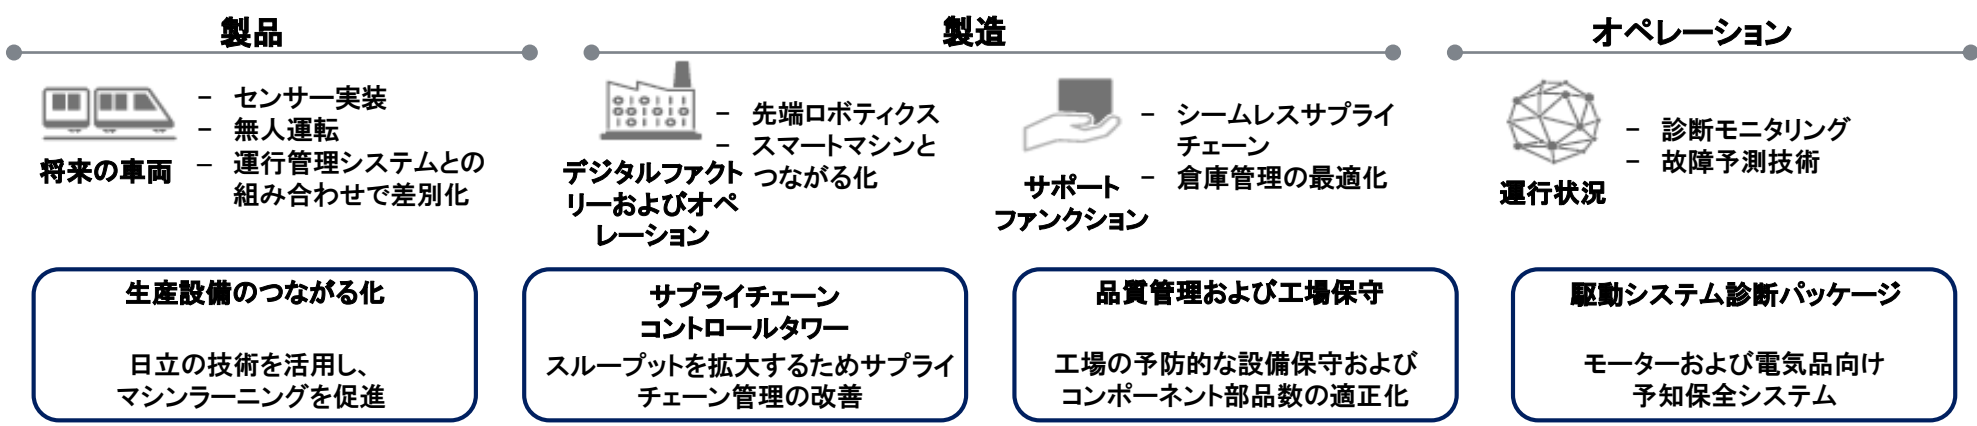 製品
製造
オペレーション
− センサー実装
− 無人運転
− 運行管理システムとの
組み合わせで差別化
将来の車両
− 先端ロボティクス
− スマートマシンと
つながる化
デジタルファクト
リーおよびオペ
レーション
− シームレスサプライ
チェーン
− 倉庫管理の最適化
サポート
ファンクション
− 診断モニタリング
− 故障予測技術
運行状況
生産設備のつながる化
日立の技術を活用し、
マシンラーニングを促進
サプライチェーン
コントロールタワー
スループットを拡大するためサプライ
チェーン管理の改善
品質管理および工場保守
工場の予防的な設備保守および
コンポーネント部品数の適正化
駆動システム診断パッケージ
モーターおよび電気品向け
予知保全システム